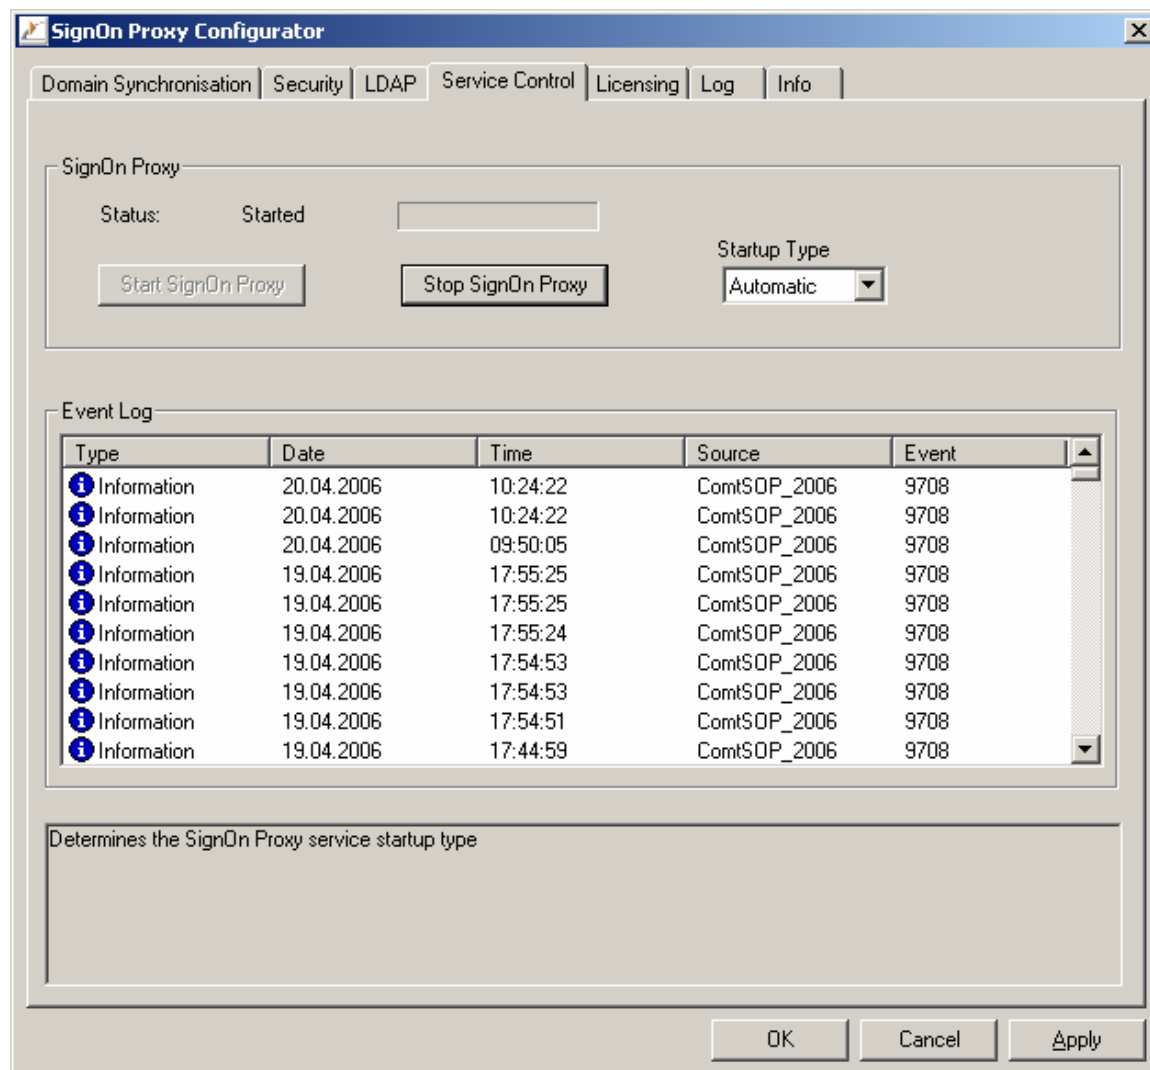 SignOn Proxy Configurator
Domain Synchronisation Security LDAP Service Control Licensing Log Info
SignOn Proxy
Status: Started
Startup Type
Start SignOn Proxy Stop SignOn Proxy Automatic
Event Log
Type Date Time Source Event
Information 20.04.2006 10:24:22 ComtSOP_2006 9708
Information 20.04.2006 10:24:22 ComtSOP_2006 9708
Information 20.04.2006 09:50:05 ComtSOP_2006 9708
Information 19.04.2006 17:55:25 ComtSOP_2006 9708
Information 19.04.2006 17:55:25 ComtSOP_2006 9708
Information 19.04.2006 17:55:24 ComtSOP_2006 9708
Information 19.04.2006 17:54:53 ComtSOP_2006 9708
Information 19.04.2006 17:54:53 ComtSOP_2006 9708
Information 19.04.2006 17:54:51 ComtSOP_2006 9708
Information 19.04.2006 17:44:59 ComtSOP_2006 9708
Determines the SignOn Proxy service startup type
OK Cancel Apply